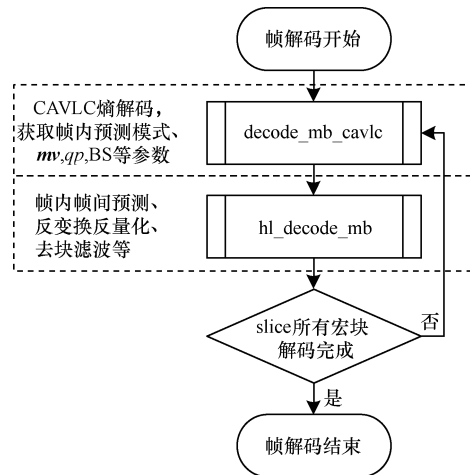 帧解码开始
CAVLC熵解码，
获取帧内预测模式、
mv,qp,BS等参数
decode_mb_cavlc
帧内帧间预测、
反变换反量化、
去块滤波等
hl_decode_mb
slice所有宏块
解码完成
否
是
帧解码结束